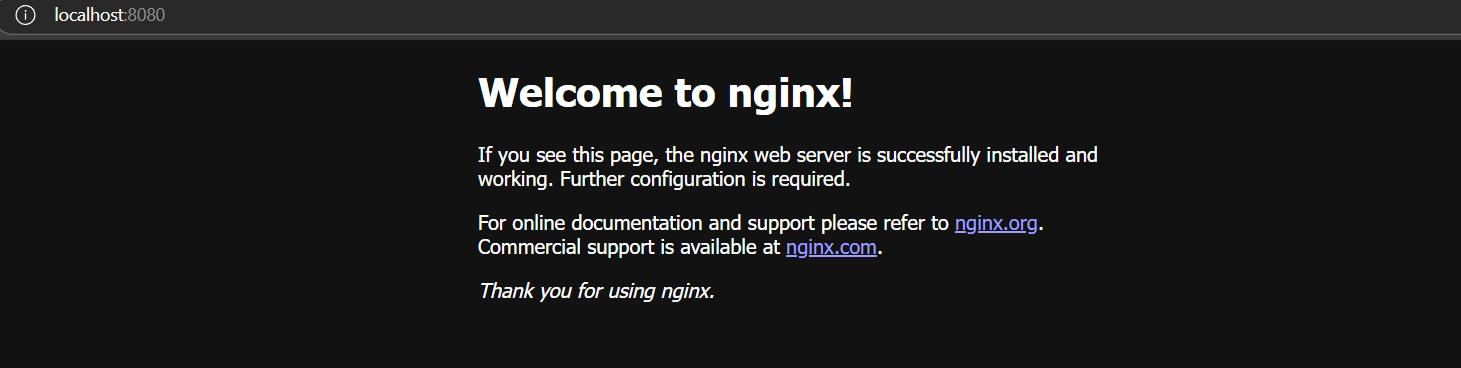 localhost:8080
Welcome to nginx!
If you see this page, the nginx web server is successfully installed and
working. Further configuration is required.
For online documentation and support please refer to nginx.org.
Commercial support is available at nginx.com.
Thank you for using nginx.